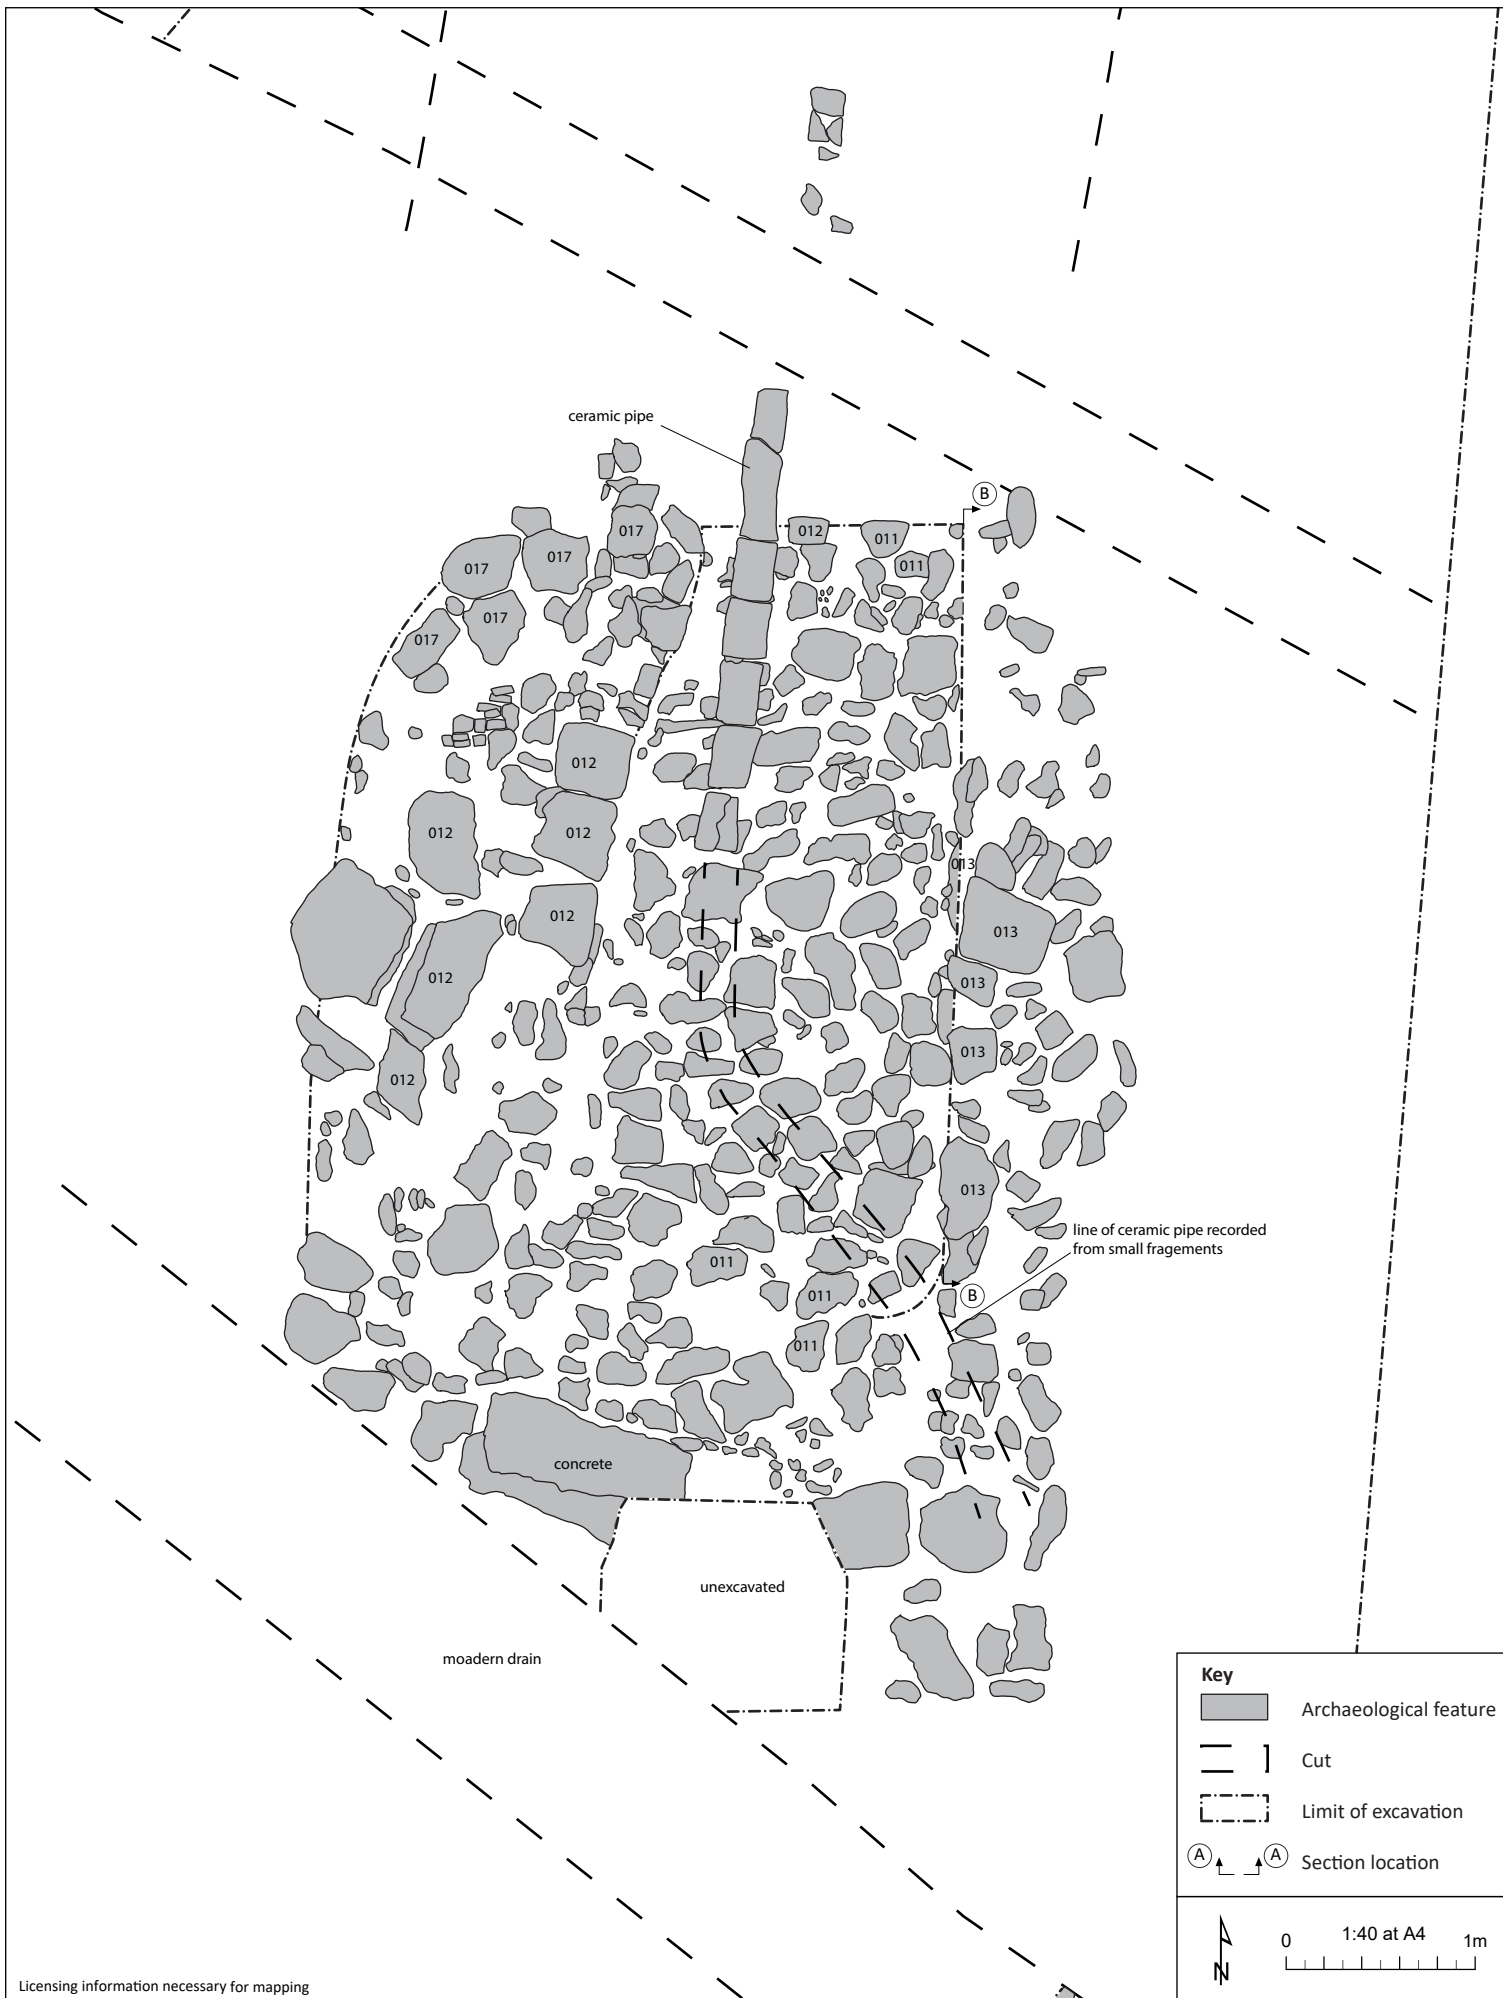 ceramic pipe
B
017
012
011
017
017
011
017
017
012
012
012
013
012
013
012
013
013
012
013
line of ceramic pipe recorded
from small fragements
011
011
B
011
concrete
unexcavated
moadern drain
Key
Archaeological feature
Cut
Limit of excavation
A
A
Section location
N
0
1:40 at A4
1m
Licensing information necessary for mapping